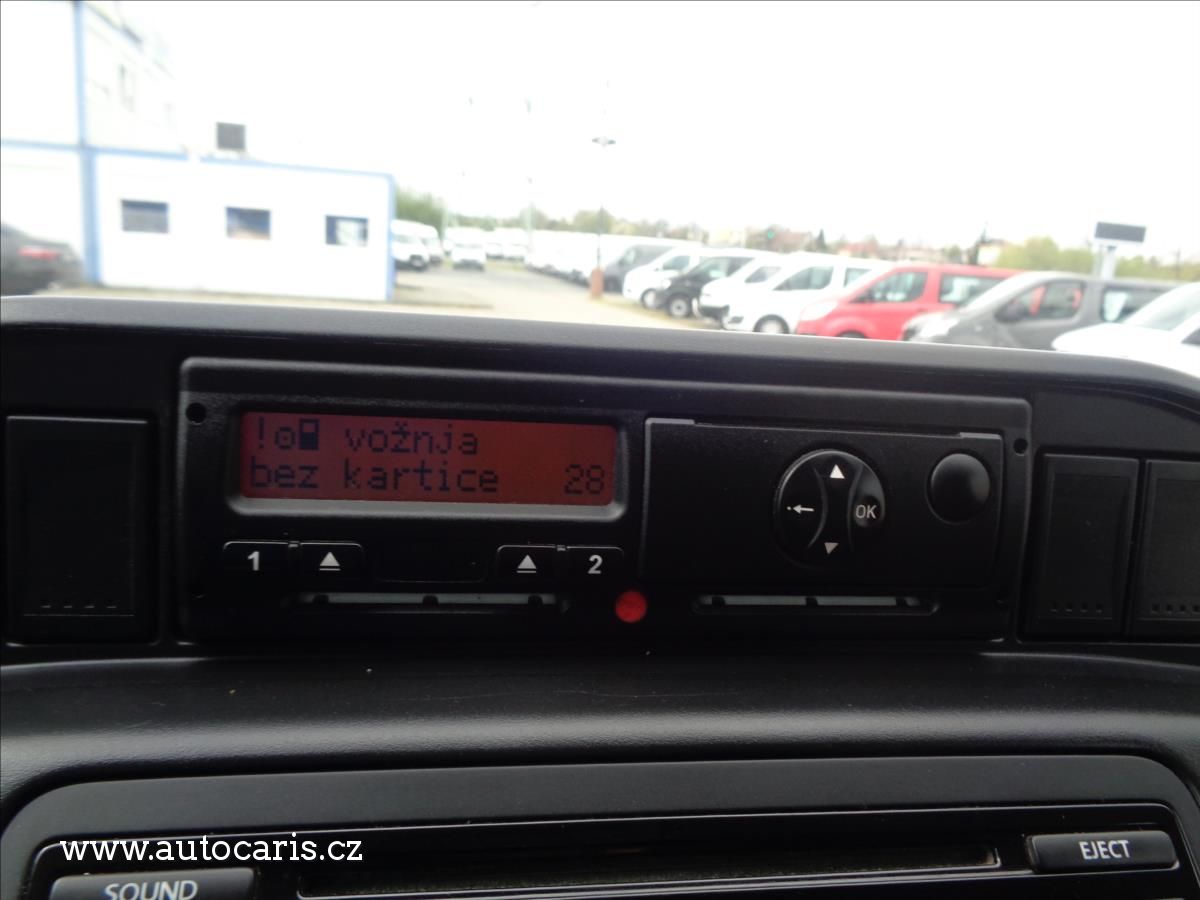 ! vožnja
bez kartice 28
1 2
OK
www.autocaris.cz
SOUND
EJECT